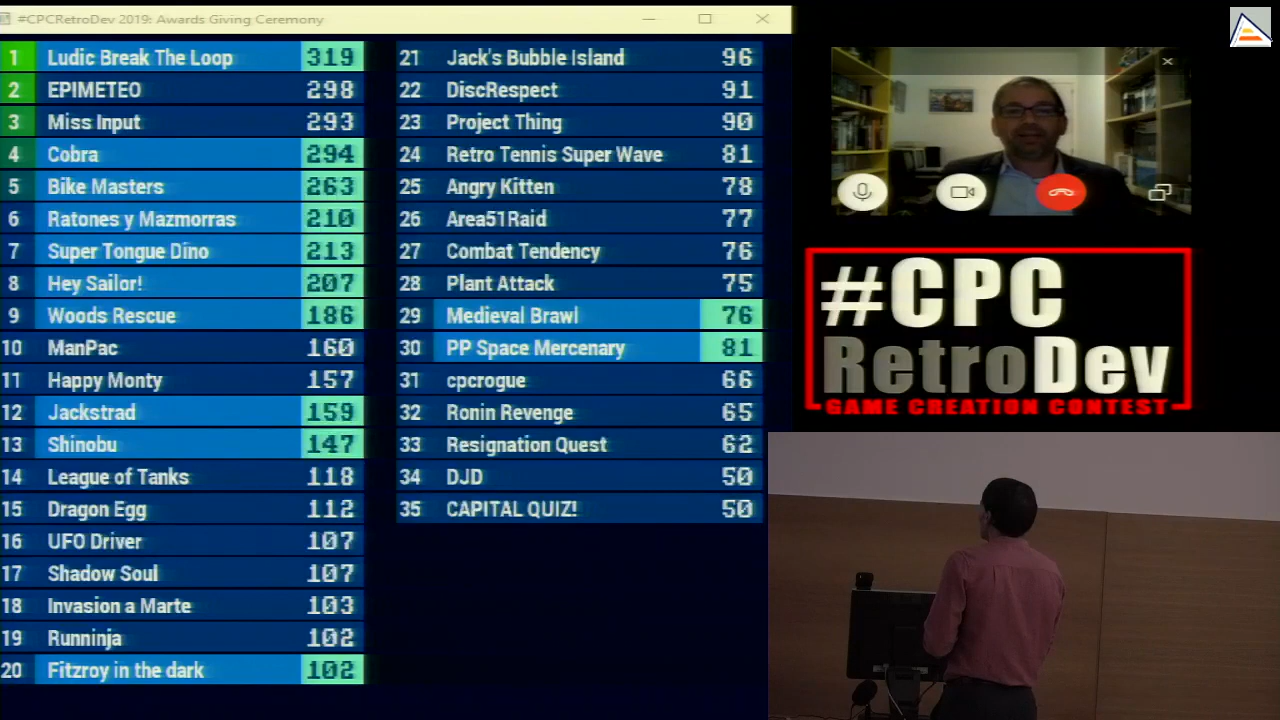 #CPCRetroDev 2019: Awards Giving Ceremony
1 Ludic Break The Loop 319
2 EPIMETEO 298
3 Miss Input 293
4 Cobra 294
5 Bike Masters 263
6 Ratones y Mazmorras 210
7 Super Tongue Dino 213
8 Hey Sailor! 207
9 Woods Rescue 186
10 ManPac 160
11 Happy Monty 157
12 Jackstrad 159
13 Shinobu 147
14 League of Tanks 118
15 Dragon Egg 112
16 UFO Driver 107
17 Shadow Soul 107
18 Invasion a Marte 103
19 Runninja 102
20 Fitzroy in the dark 102
21 Jack's Bubble Island 96
22 DiscRespect 91
23 Project Thing 90
24 Retro Tennis Super Wave 81
25 Angry Kitten 78
26 Area51Raid 77
27 Combat Tendency 76
28 Plant Attack 75
29 Medieval Brawl 76
30 PP Space Mercenary 81
31 cpcrogue 66
32 Ronin Revenge 65
33 Resignation Quest 62
34 DJD 50
35 CAPITAL QUIZ! 50
#CPC
RetroDev
GAME CREATION CONTEST